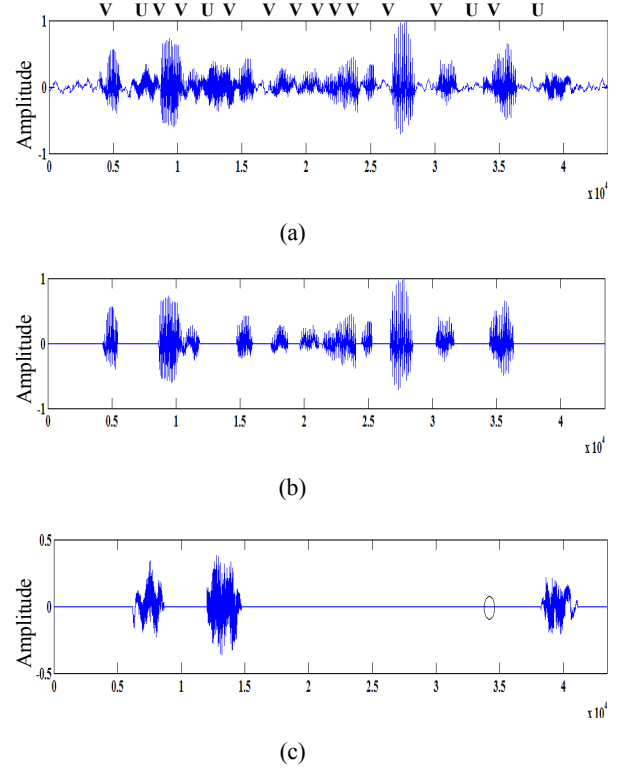 V U V V U V V V V V V V V U V U
Amplitude
1
0
-1
0 0.5 1 1.5 2 2.5 3 3.5 4
x 10^4
(a)
Amplitude
1
0
-1
0 0.5 1 1.5 2 2.5 3 3.5 4
x 10^4
(b)
Amplitude
0.5
0
-0.5
0 0.5 1 1.5 2 2.5 3 3.5 4
x 10^4
(c)